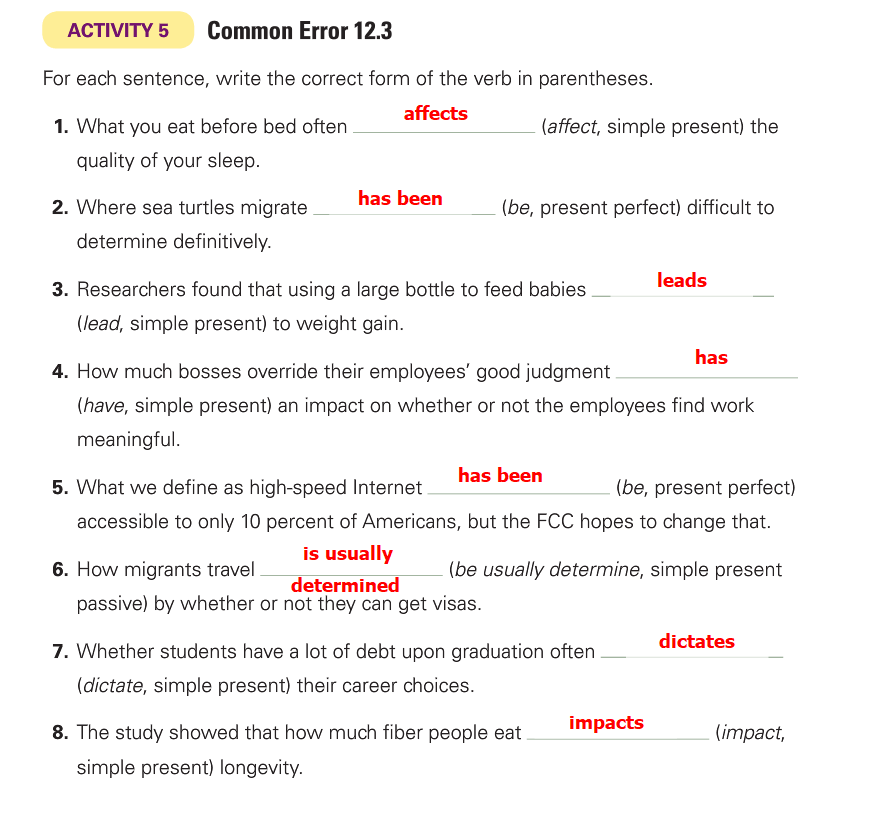 ACTIVITY 5 Common Error 12.3
For each sentence, write the correct form of the verb in parentheses.
1. What you eat before bed often affects (affect, simple present) the
quality of your sleep.
2. Where sea turtles migrate has been (be, present perfect) difficult to
determine definitively.
3. Researchers found that using a large bottle to feed babies leads
(lead, simple present) to weight gain.
4. How much bosses override their employees’ good judgment has
(have, simple present) an impact on whether or not the employees find work
meaningful.
5. What we define as high-speed Internet has been (be, present perfect)
accessible to only 10 percent of Americans, but the FCC hopes to change that.
6. How migrants travel is usually determined (be usually determine, simple present
passive) by whether or not they can get visas.
7. Whether students have a lot of debt upon graduation often dictates
(dictate, simple present) their career choices.
8. The study showed that how much fiber people eat impacts (impact,
simple present) longevity.